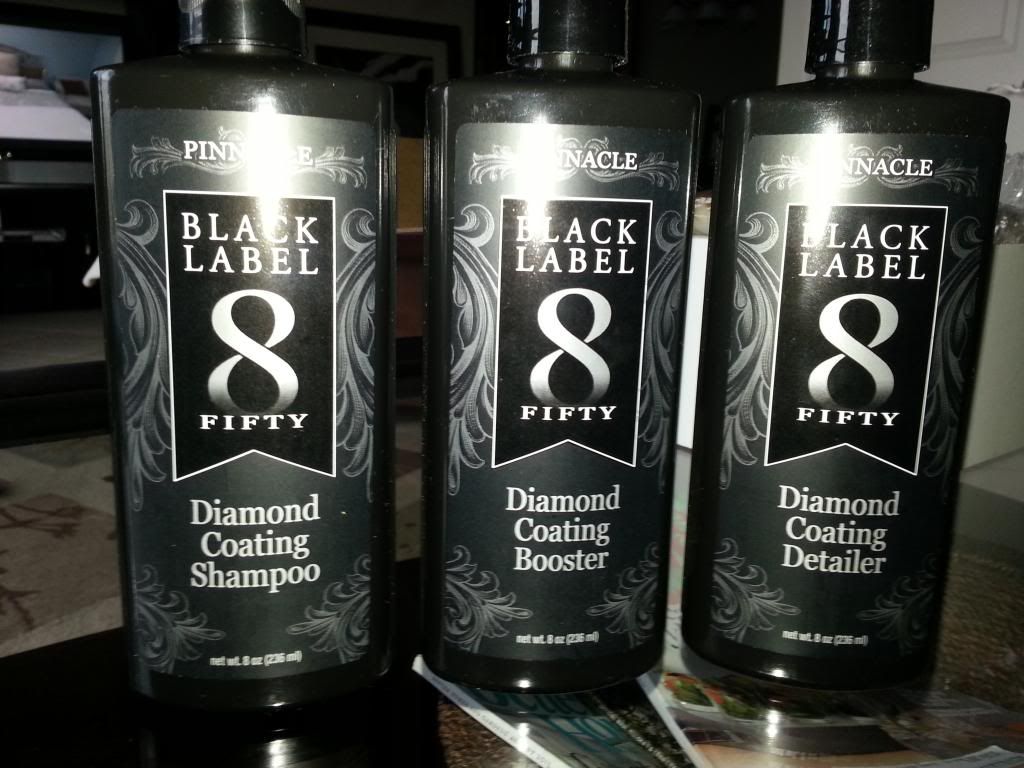 PINNACLE
BLACK
LABEL
8
FIFTY
Diamond
Coating
Shampoo
net wt. 8 oz (236 ml)
PINNACLE
BLACK
LABEL
8
FIFTY
Diamond
Coating
Booster
net wt. 8 oz (236 ml)
PINNACLE
BLACK
LABEL
8
FIFTY
Diamond
Coating
Detailer
net wt. 8 oz (236 ml)